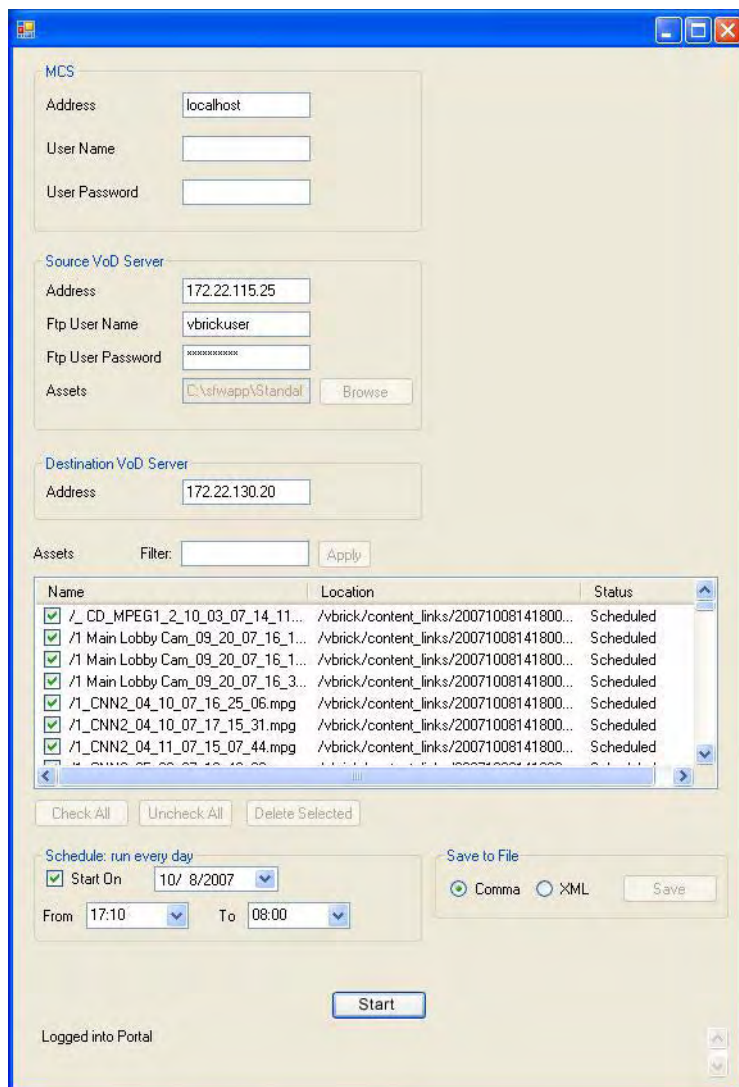 MCS
Address localhost
User Name
User Password
Source VoD Server
Address 172.22.115.25
Ftp User Name vbrickuser
Ftp User Password **********
Assets C:\sfwapp\Standal Browse
Destination VoD Server
Address 172.22.130.20
Assets Filter: Apply
Name Location Status
/_ CD_MPEG1_2_10_03_07_14_11... /vbrick/content_links/20071008141800... Scheduled
/1 Main Lobby Cam_09_20_07_16_1... /vbrick/content_links/20071008141800... Scheduled
/1 Main Lobby Cam_09_20_07_16_1... /vbrick/content_links/20071008141800... Scheduled
/1 Main Lobby Cam_09_20_07_16_3... /vbrick/content_links/20071008141800... Scheduled
/1_CNN2_04_10_07_16_25_06.mpg /vbrick/content_links/20071008141800... Scheduled
/1_CNN2_04_10_07_17_15_31.mpg /vbrick/content_links/20071008141800... Scheduled
/1_CNN2_04_11_07_15_07_44.mpg /vbrick/content_links/20071008141800... Scheduled
Check All Uncheck All Delete Selected
Schedule: run every day Save to File
Start On 10/ 8/2007 Comma XML Save
From 17:10 To 08:00
Start
Logged into Portal